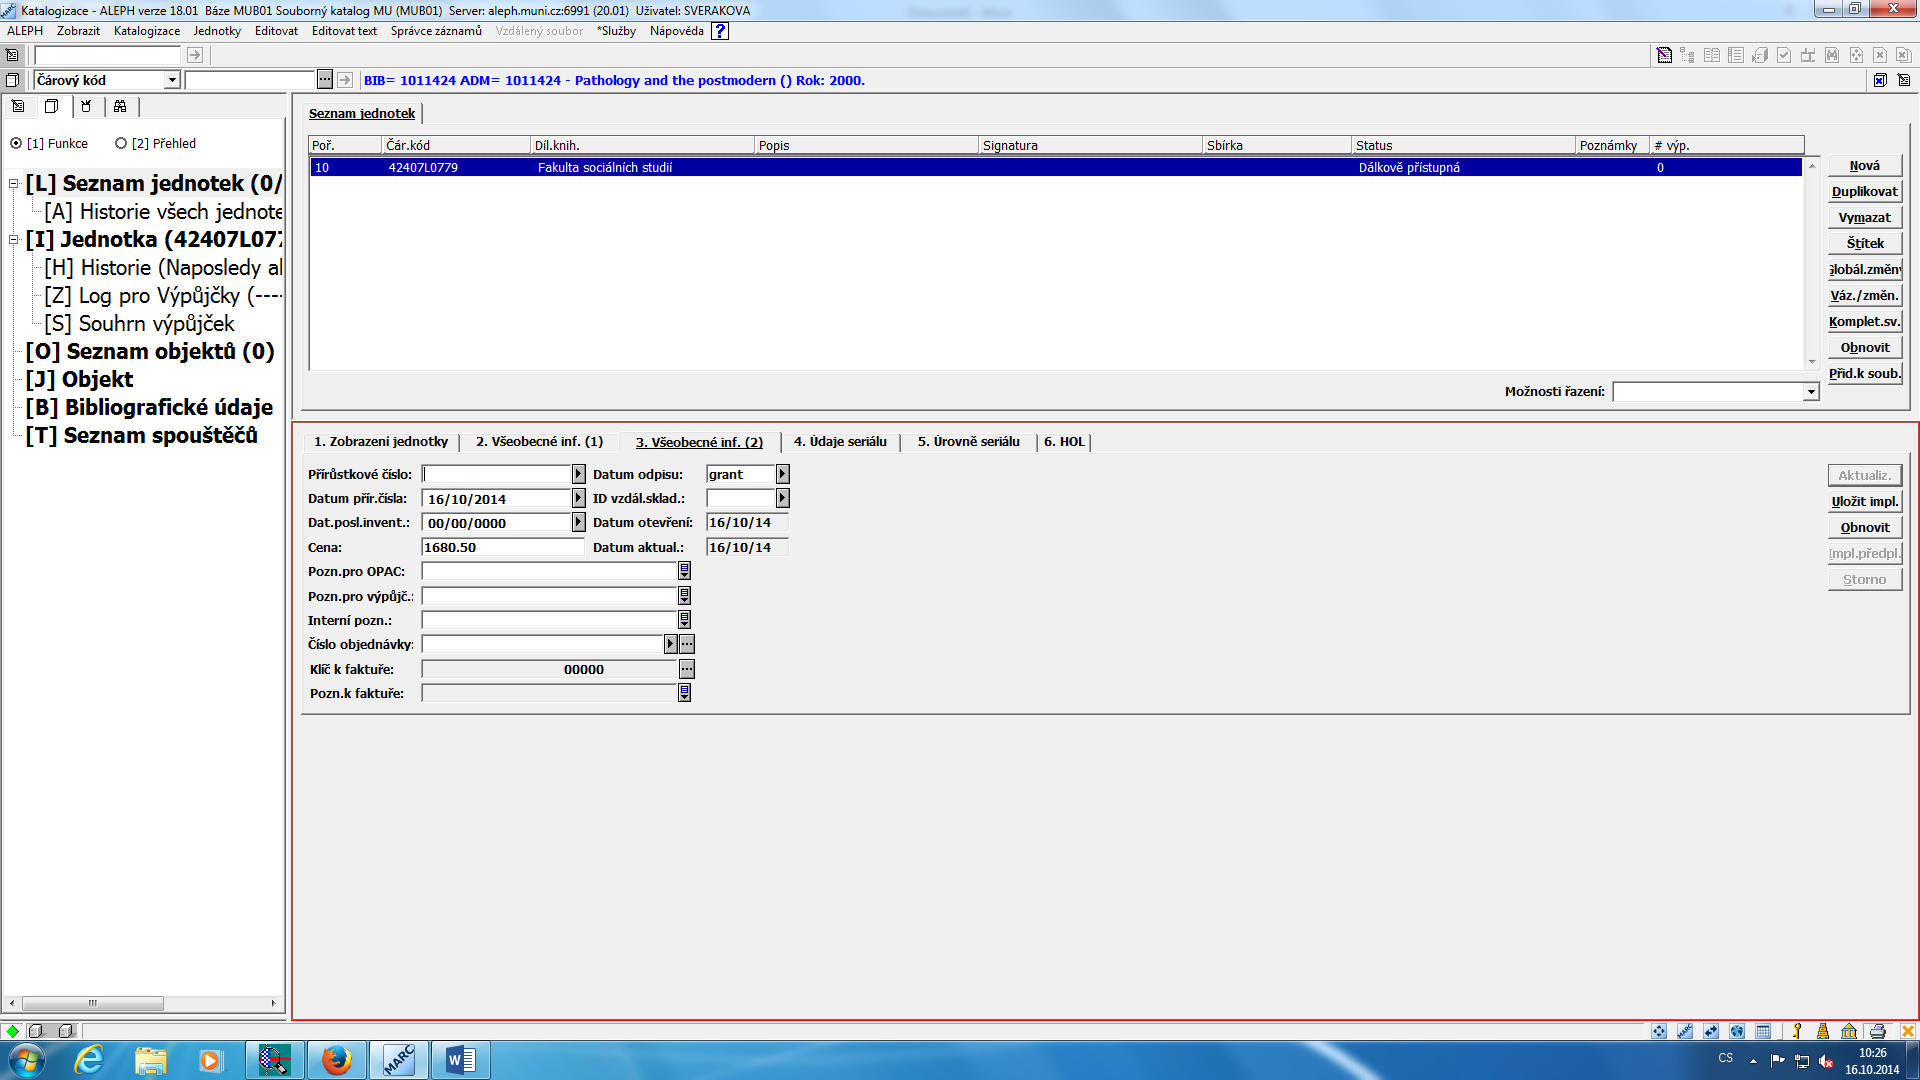 Katalogizace - ALEPH verze 18.01 Báze MUB01 Souborný katalog MU (MUB01) Server: aleph.muni.cz:6991 (20.01) Uživatel: SVERAKOVA
ALEPH Zobrazit Katalogizace Jednotky Editovat Editovat text Správce záznamů Vzdálený soubor *Služby Nápověda ?
Čárový kód ... BIB= 1011424 ADM= 1011424 - Pathology and the postmodern () Rok: 2000.
[1] Funkce [2] Přehled
[L] Seznam jednotek (0/
[A] Historie všech jednote
[I] Jednotka (42407L077
[H] Historie (Naposledy al
[Z] Log pro Výpůjčky (----
[S] Souhrn výpůjček
[O] Seznam objektů (0)
[J] Objekt
[B] Bibliografické údaje
[T] Seznam spouštěčů
Seznam jednotek
Poř. Čár.kód Díl.knih. Popis Signatura Sbírka Status Poznámky # výp.
10 42407L0779 Fakulta sociálních studií Dálkově přístupná 0
Nová
Duplikovat
Vymazat
Štítek
lobál.změny
Váz./změn.
Komplet.sv.
Obnovit
Přid.k soub.
Možnosti řazení:
1. Zobrazení jednotky 2. Všeobecné inf. (1) 3. Všeobecné inf. (2) 4. Údaje seriálu 5. Úrovně seriálu 6. HOL
Přírůstkové číslo: Datum odpisu: grant
Datum přír.čísla: 16/10/2014 ID vzdál.sklad.:
Dat.posl.invent.: 00/00/0000 Datum otevření: 16/10/14
Cena: 1680.50 Datum aktual.: 16/10/14
Pozn.pro OPAC:
Pozn.pro výpůjč.:
Interní pozn.:
Číslo objednávky: ...
Klíč k faktuře: 00000 ...
Pozn.k faktuře:
Aktualiz.
Uložit impl.
Obnovit
Impl.předpl.
Storno
MARC
MARC
CS
10:26
16.10.2014